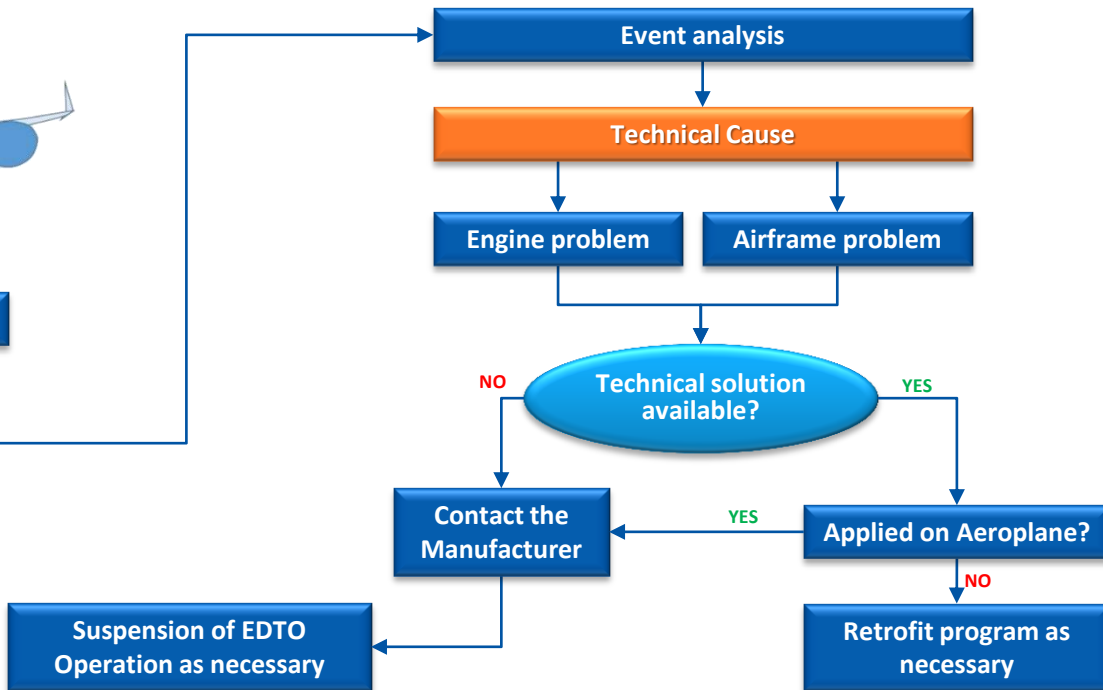 Event analysis
Technical Cause
Engine problem
Airframe problem
Technical solution
available?
NO
YES
Contact the
Manufacturer
YES
Applied on Aeroplane?
NO
Suspension of EDTO
Operation as necessary
Retrofit program as
necessary